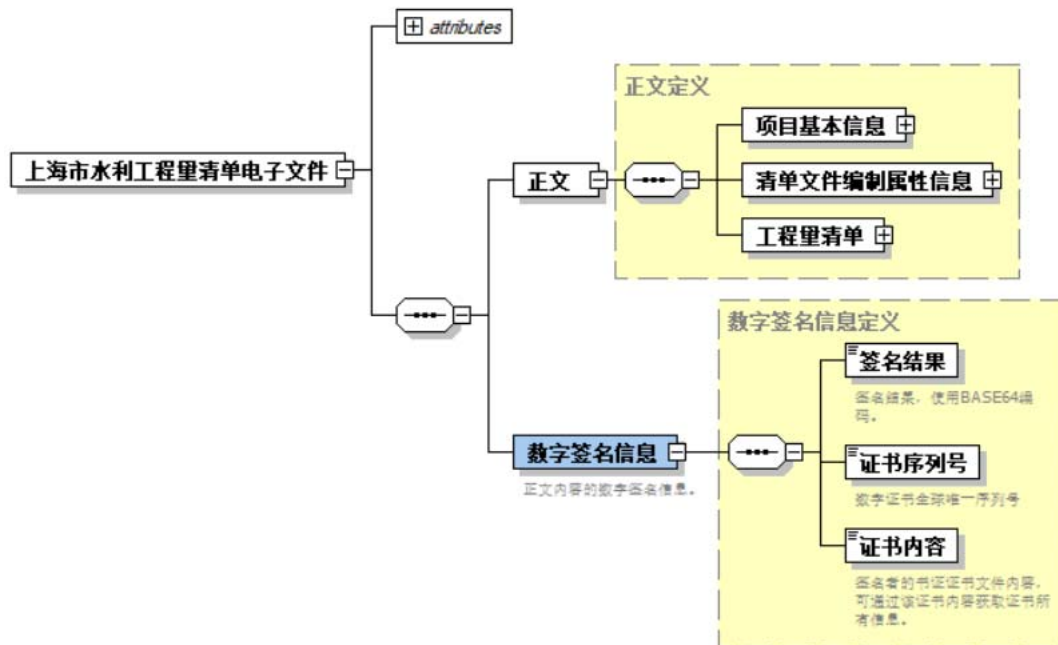 attributes
正文定义
项目基本信息
上海市水利工程量清单电子文件
正文
清单文件编制属性信息
工程量清单
数字签名信息定义
签名结果
签名结果，使用BASE64编
码。
数字签名信息
正文内容的数字签名信息。
证书序列号
数字证书全球唯一序列号
证书内容
签名者的书证证书文件内容，
可通过该证书内容获取证书所
有信息。